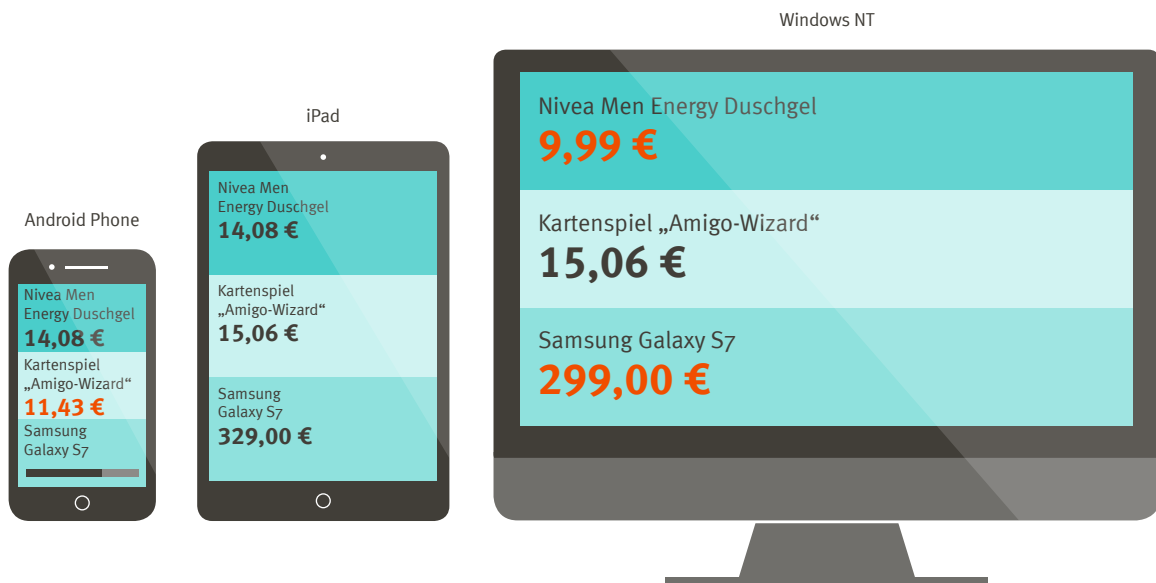 Android Phone
Nivea Men
Energy Duschgel
14,08 €
Kartenspiel
„Amigo-Wizard“
11,43 €
Samsung
Galaxy S7
iPad
Nivea Men
Energy Duschgel
14,08 €
Kartenspiel
„Amigo-Wizard“
15,06 €
Samsung
Galaxy S7
329,00 €
Windows NT
Nivea Men Energy Duschgel
9,99 €
Kartenspiel „Amigo-Wizard“
15,06 €
Samsung Galaxy S7
299,00 €